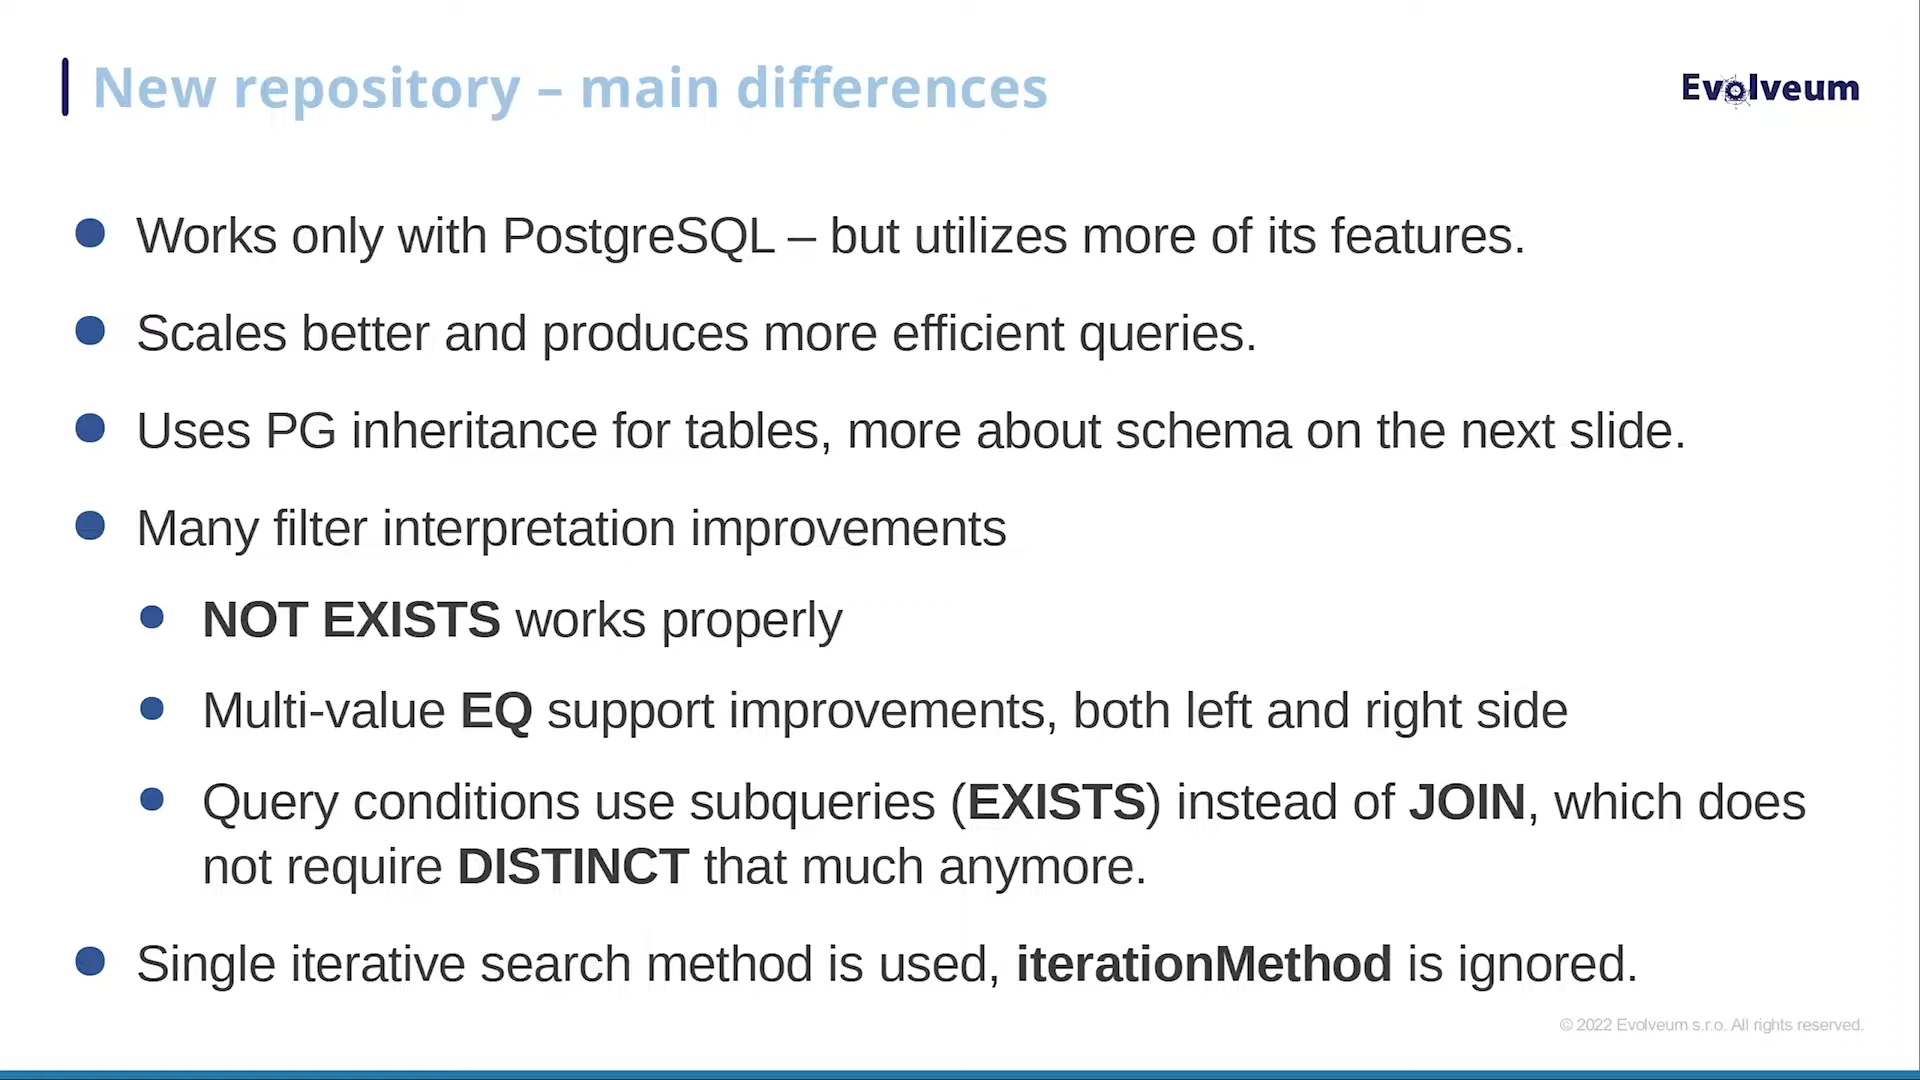 New repository – main differences
Evolveum
Works only with PostgreSQL – but utilizes more of its features.
Scales better and produces more efficient queries.
Uses PG inheritance for tables, more about schema on the next slide.
Many filter interpretation improvements
NOT EXISTS works properly
Multi-value EQ support improvements, both left and right side
Query conditions use subqueries (EXISTS) instead of JOIN, which does
not require DISTINCT that much anymore.
Single iterative search method is used, iterationMethod is ignored.
© 2022 Evolveum s.r.o. All rights reserved.